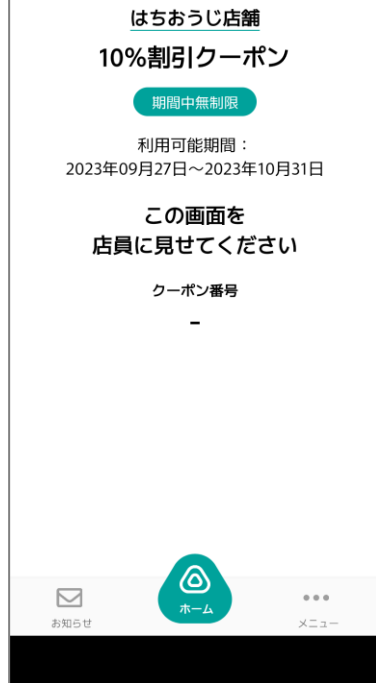 はちおうじ店舗
10%割引クーポン
期間中無制限
利用可能期間：
2023年09月27日～2023年10月31日
この画面を
店員に見せてください
クーポン番号
-
お知らせ
ホーム
メニュー